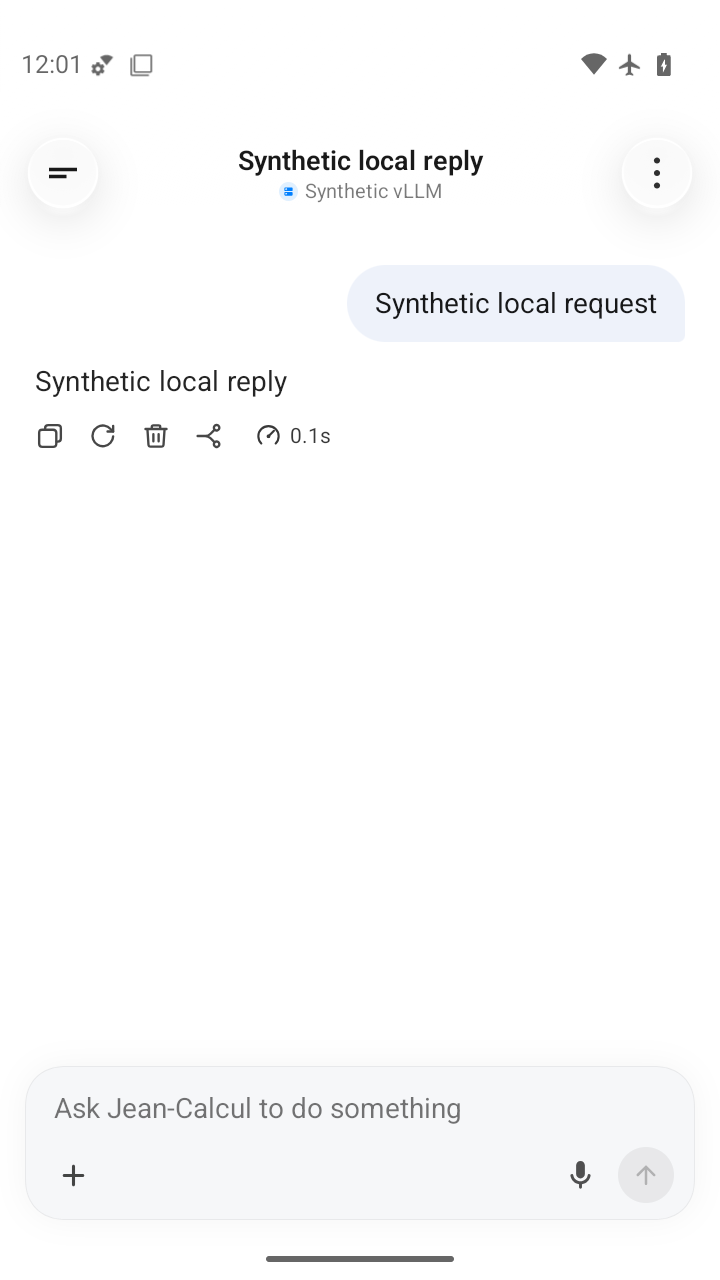 12:01
Synthetic local reply
Synthetic vLLM
Synthetic local request
Synthetic local reply
0.1s
Ask Jean-Calcul to do something